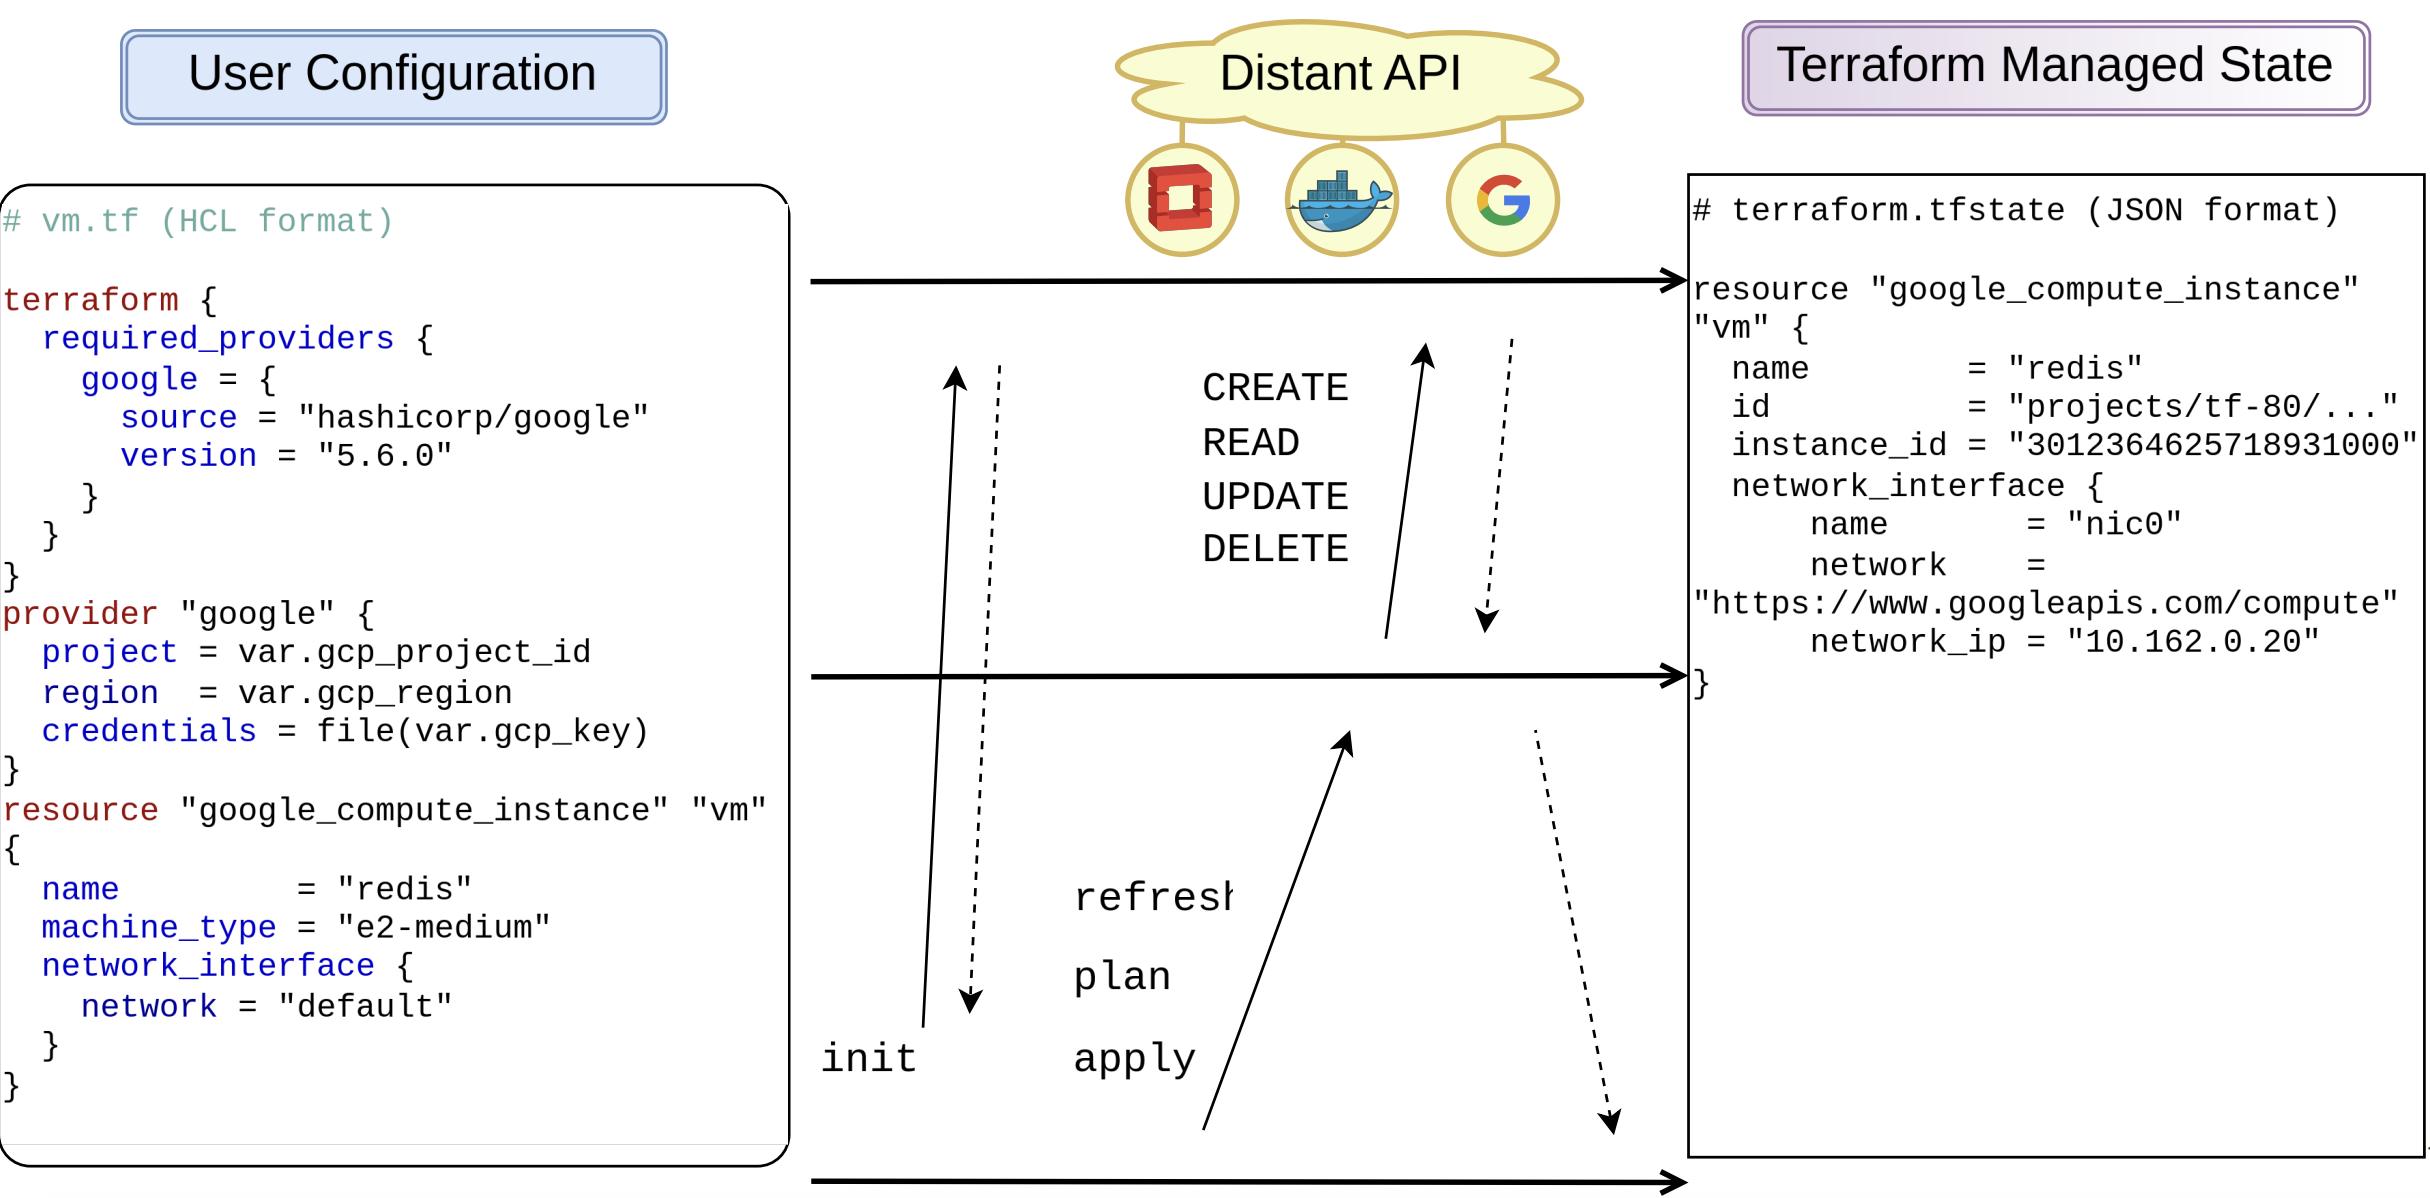 User Configuration
Distant API
Terraform Managed State
# vm.tf (HCL format)
terraform {
  required_providers {
    google = {
      source = "hashicorp/google"
      version = "5.6.0"
    }
  }
}
provider "google" {
  project = var.gcp_project_id
  region  = var.gcp_region
  credentials = file(var.gcp_key)
}
resource "google_compute_instance" "vm"
{
  name         = "redis"
  machine_type = "e2-medium"
  network_interface {
    network = "default"
  }
}
CREATE
READ
UPDATE
DELETE
init
refresh
plan
apply
# terraform.tfstate (JSON format)
resource "google_compute_instance"
"vm" {
  name        = "redis"
  id          = "projects/tf-80/..."
  instance_id = "3012364625718931000"
  network_interface {
      name       = "nic0"
      network    =
"https://www.googleapis.com/compute"
      network_ip = "10.162.0.20"
}